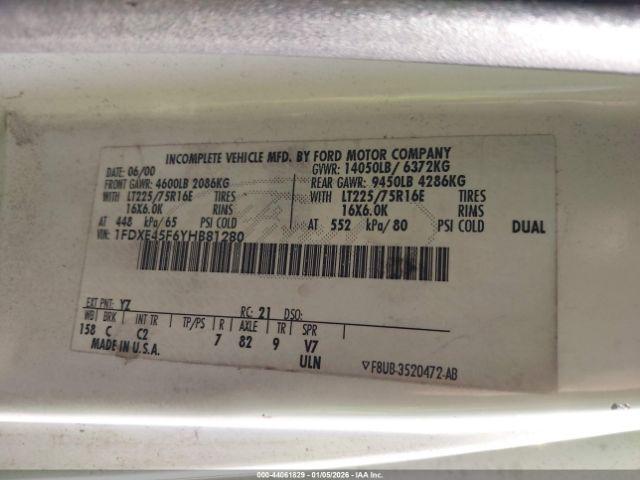 INCOMPLETE VEHICLE MFD. BY FORD MOTOR COMPANY
DATE: 06/00 GVWR: 14050LB/ 6372KG
FRONT GAWR: 4600LB 2086KG REAR GAWR: 9450LB 4286KG
WITH LT225/75R16E TIRES WITH LT225/75R16E TIRES
16X6.0K RIMS 16X6.0K RIMS
AT 448 kPa/65 PSI COLD AT 552 kPa/80 PSI COLD DUAL
VIN: 1FDXE45F6YHB81280
EXT PNT: YZ RC: 21 DSO:
WB BRK INT TR TP/PS R AXLE TR SPR
158 C C2 7 82 9 V7
MADE IN U.S.A. ULN
F8UB-3520472-AB
000-44061829 - 01/05/2026 - IAA Inc.